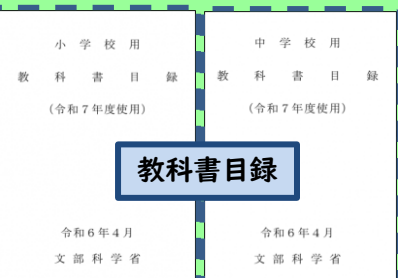 小学校用
教科書目録
（令和７年度使用）
令和６年４月
文部科学省
中学校用
教科書目録
（令和７年度使用）
令和６年４月
文部科学省
教科書目録